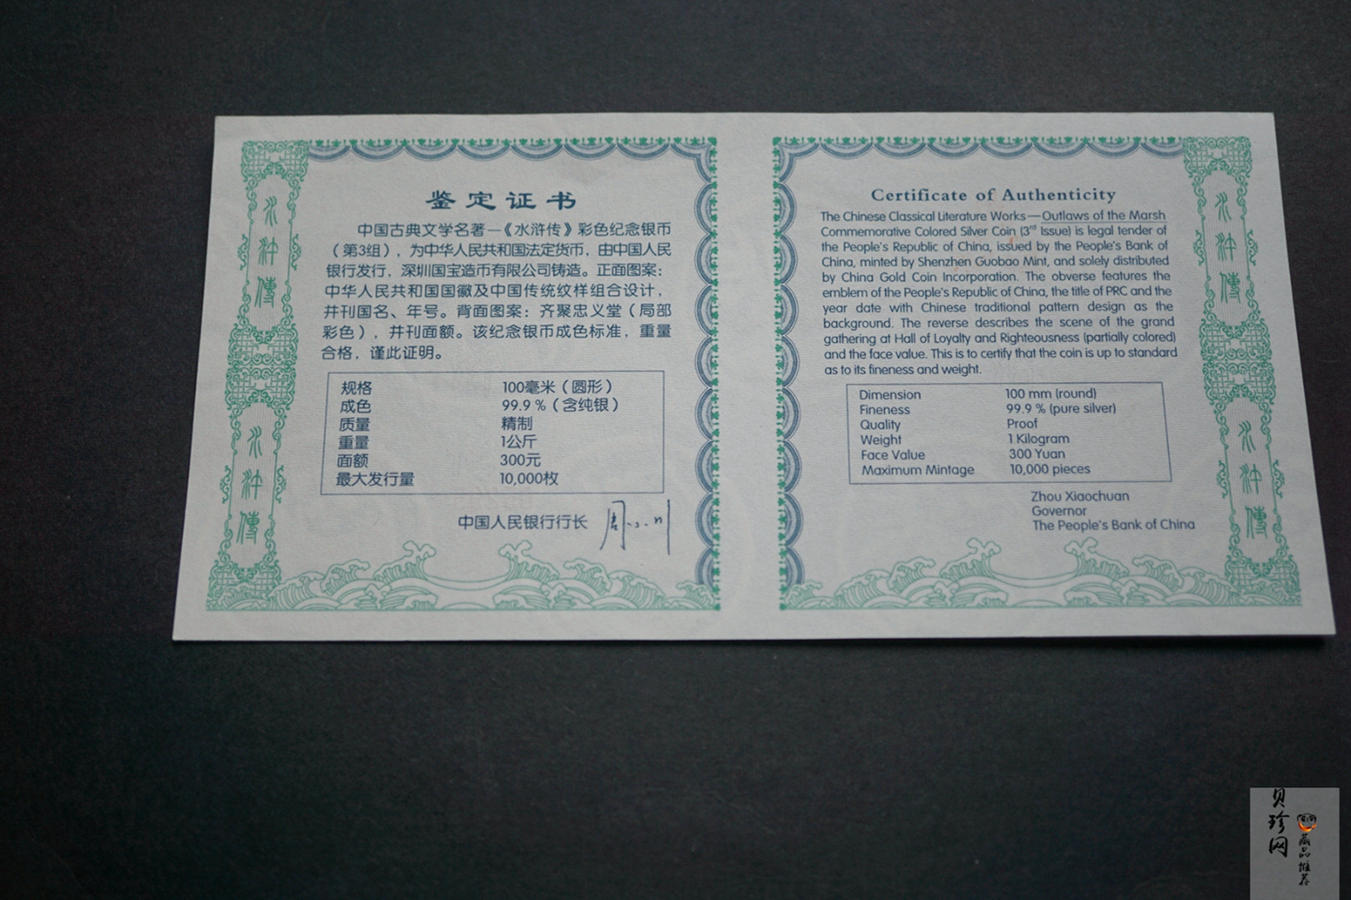 鉴定证书
中国古典文学名著—《水浒传》彩色纪念银币
（第3组），为中华人民共和国法定货币，由中国人民
银行发行，深圳国宝造币有限公司铸造。正面图案：
中华人民共和国国徽及中国传统纹样组合设计，
并刊国名、年号。背面图案：齐聚忠义堂（局部
彩色），并刊面额。该纪念银币成色标准，重量
合格，谨此证明。
规格 100毫米（圆形）
成色 99.9％（含纯银）
质量 精制
重量 1公斤
面额 300元
最大发行量 10,000枚
中国人民银行行长 周小川
水浒傳
水浒傳
Certificate of Authenticity
The Chinese Classical Literature Works—Outlaws of the Marsh
Commemorative Colored Silver Coin (3rd Issue) is legal tender of
the People's Republic of China, issued by the People's Bank of
China, minted by Shenzhen Guobao Mint, and solely distributed
by China Gold Coin Incorporation. The obverse features the
emblem of the People's Republic of China, the title of PRC and the
year date with Chinese traditional pattern design as the
background. The reverse describes the scene of the grand
gathering at Hall of Loyalty and Righteousness (partially colored)
and the face value. This is to certify that the coin is up to standard
as to its fineness and weight.
Dimension 100 mm (round)
Fineness 99.9 % (pure silver)
Quality Proof
Weight 1 Kilogram
Face Value 300 Yuan
Maximum Mintage 10,000 pieces
Zhou Xiaochuan
Governor
The People's Bank of China
水浒傳
水浒傳
贝珍网
藏品推荐